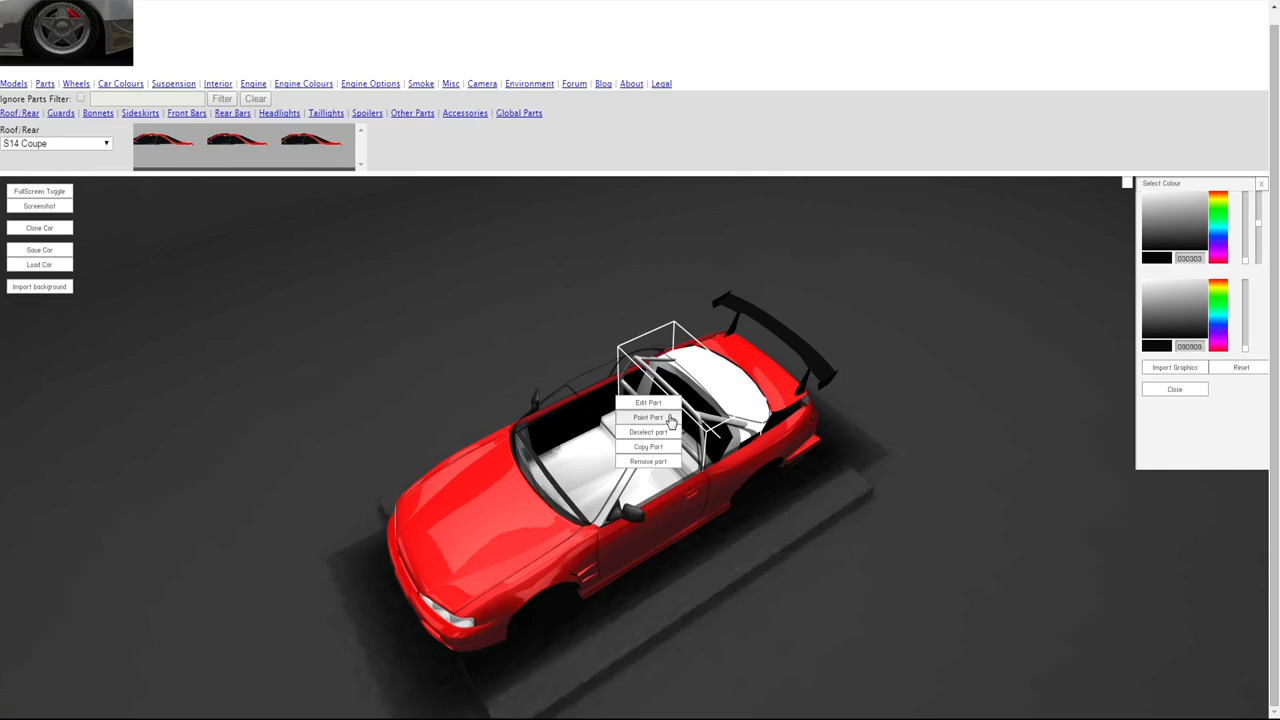 Models | Parts | Wheels | Car Colours | Suspension | Interior | Engine | Engine Colours | Engine Options | Smoke | Misc | Camera | Environment | Forum | Blog | About | Legal
Ignore Parts Filter: Filter Clear
Roof/Rear | Guards | Bonnets | Sideskirts | Front Bars | Rear Bars | Headlights | Taillights | Spoilers | Other Parts | Accessories | Global Parts
Roof/Rear
S14 Coupe
FullScreen Toggle
Screenshot
Clone Car
Save Car
Load Car
Import background
Select Colour X
030303
090909
Import Graphics Reset
Close
Edit Part
Paint Part
Deselect part
Copy Part
Remove part